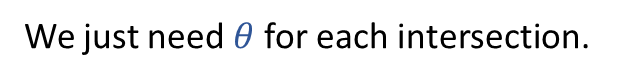 We just need θ for each intersection.